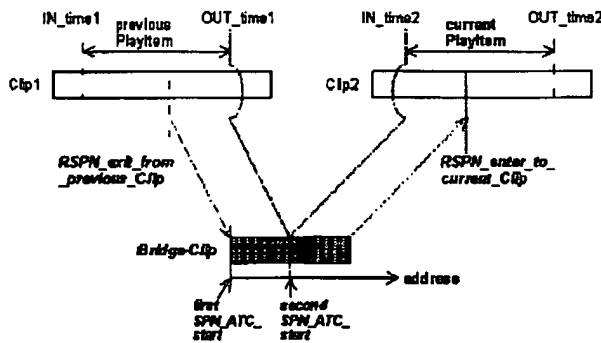 IN_time1
previous
PlayItem
OUT_time1
IN_time2
current
PlayItem
OUT_time2
Clip1
Clip2
RSPN_exit_from
_previous_Clip
RSPN_enter_to_
current_Clip
Bridge-Clip
address
first
SPN_ATC_
start
second
SPN_ATC_
start